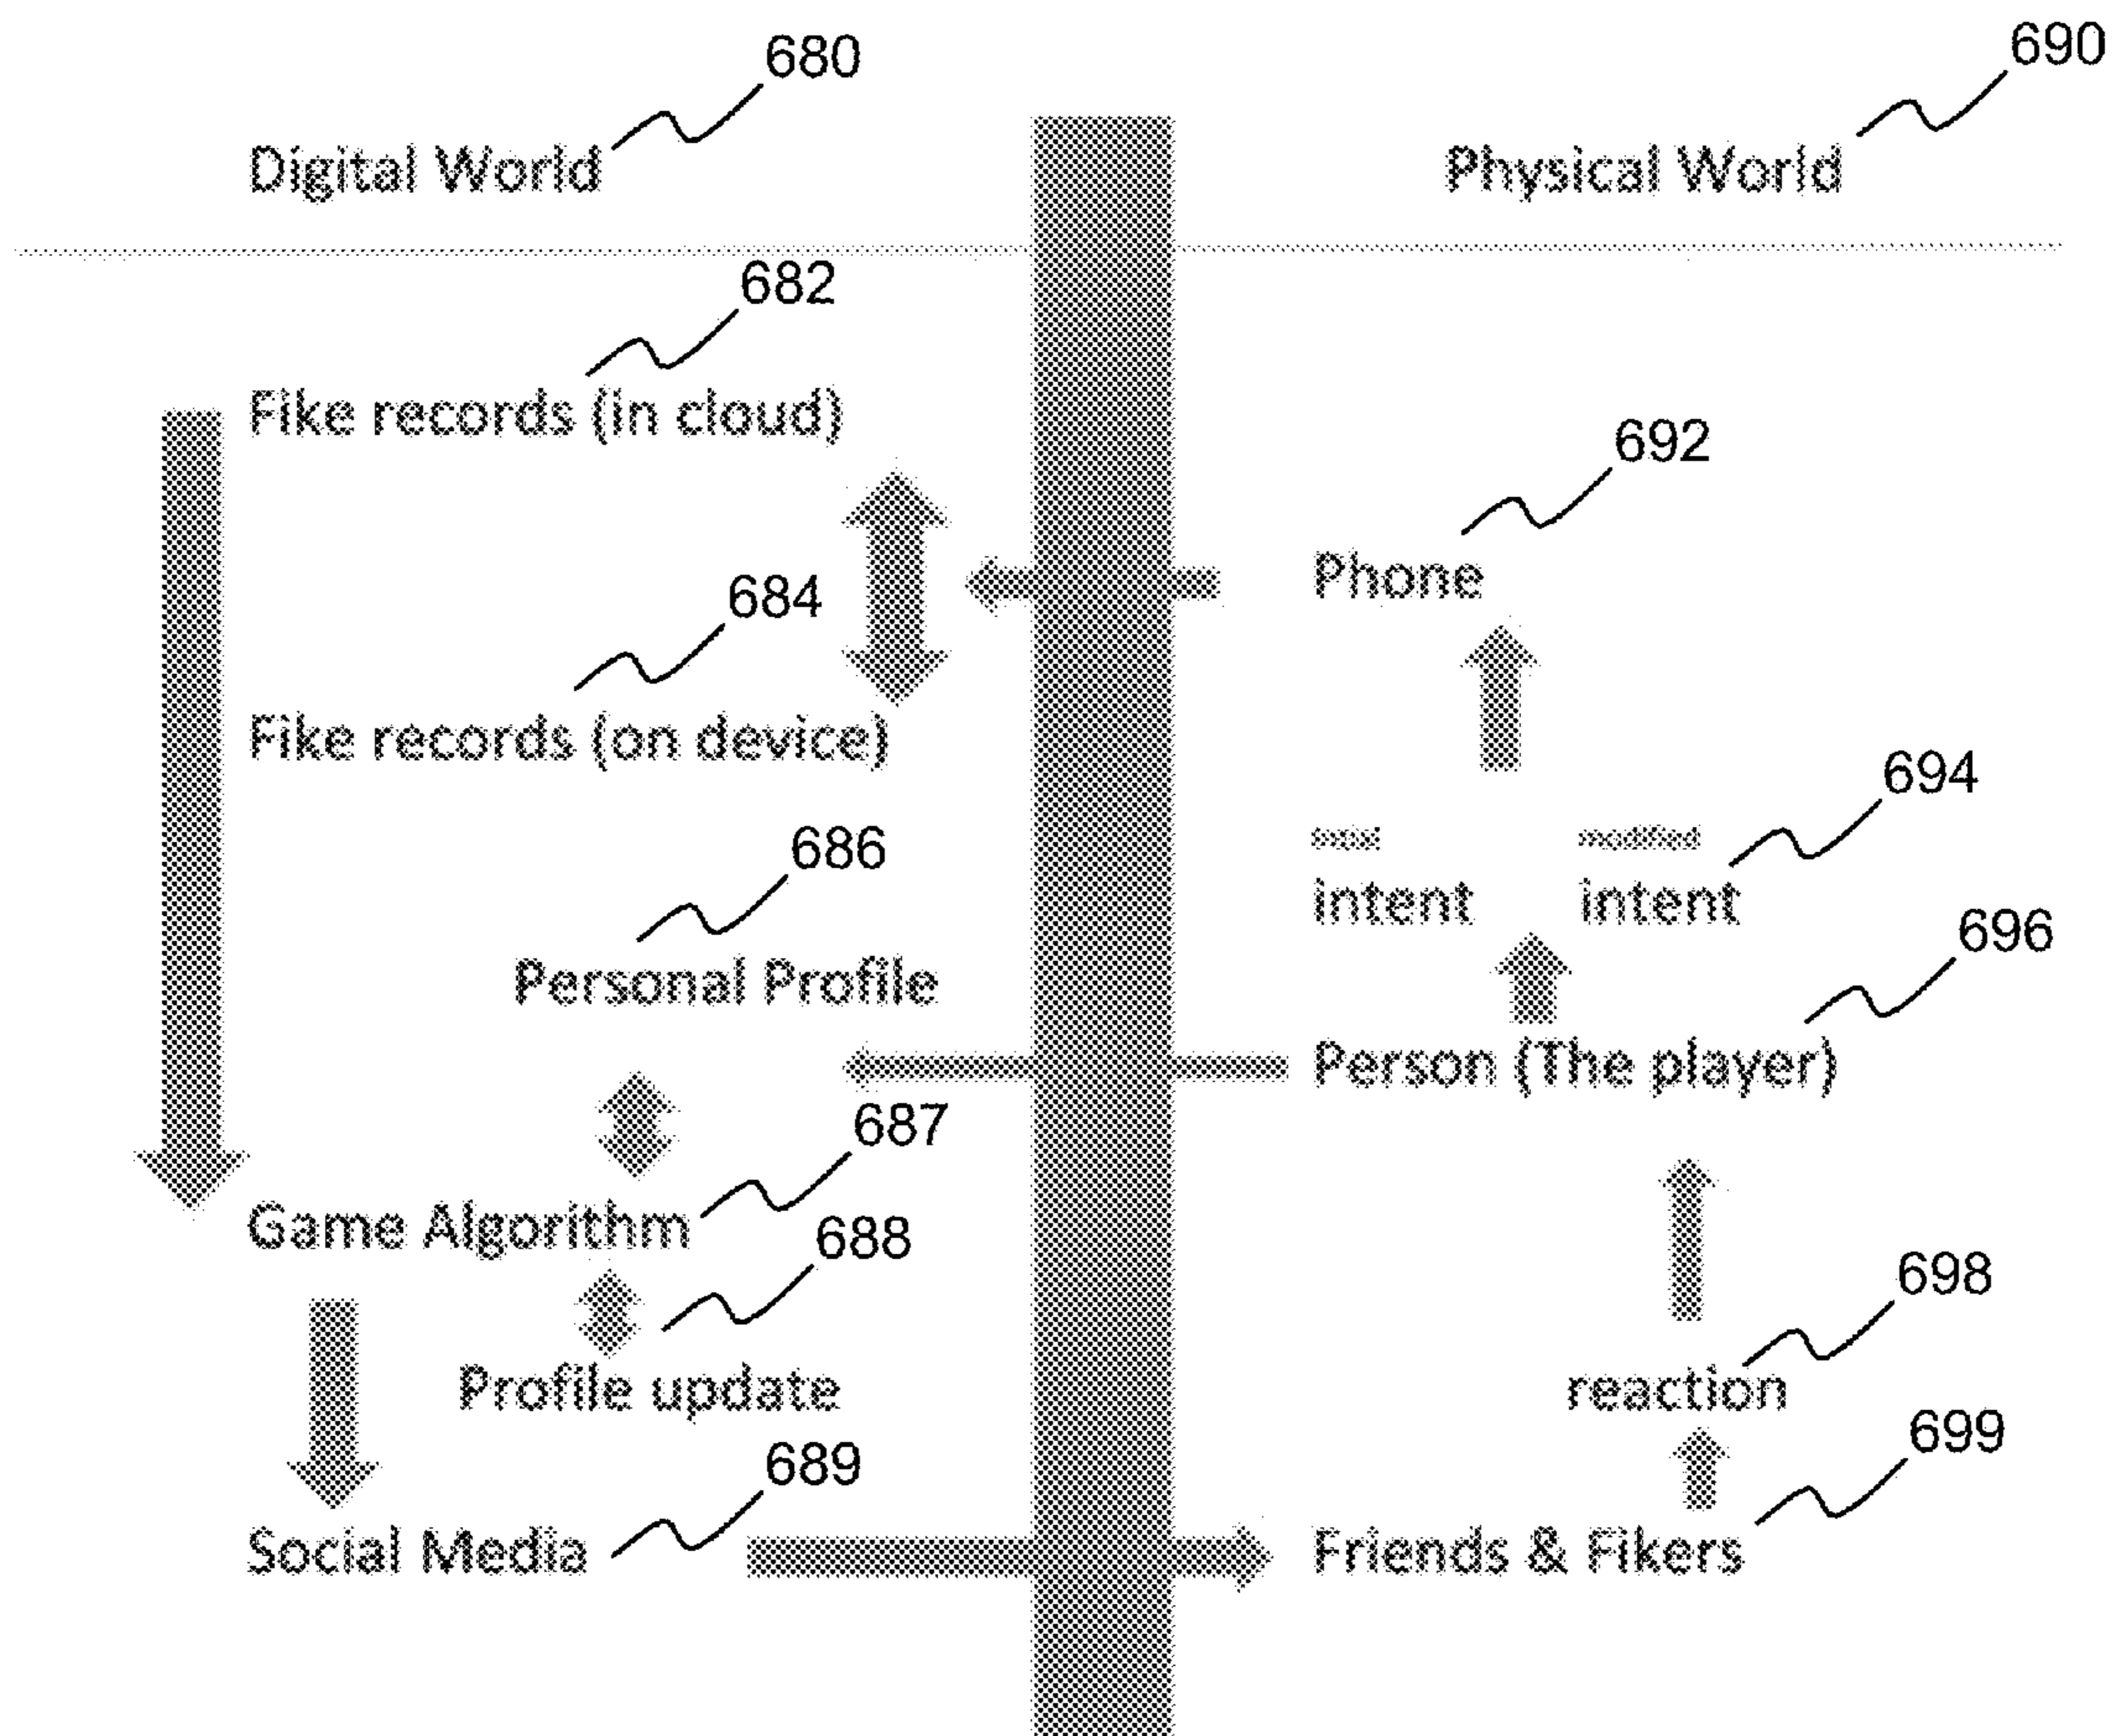 680
690
Digital World
Physical World
682
Fike records (in cloud)
692
Phone
684
Fike records (on device)
694
modified
686
intent
intent
696
Personal Profile
Person (The player)
687
Game Algorithm
688
698
Profile update
reaction
689
699
Social Media
Friends & Fikers